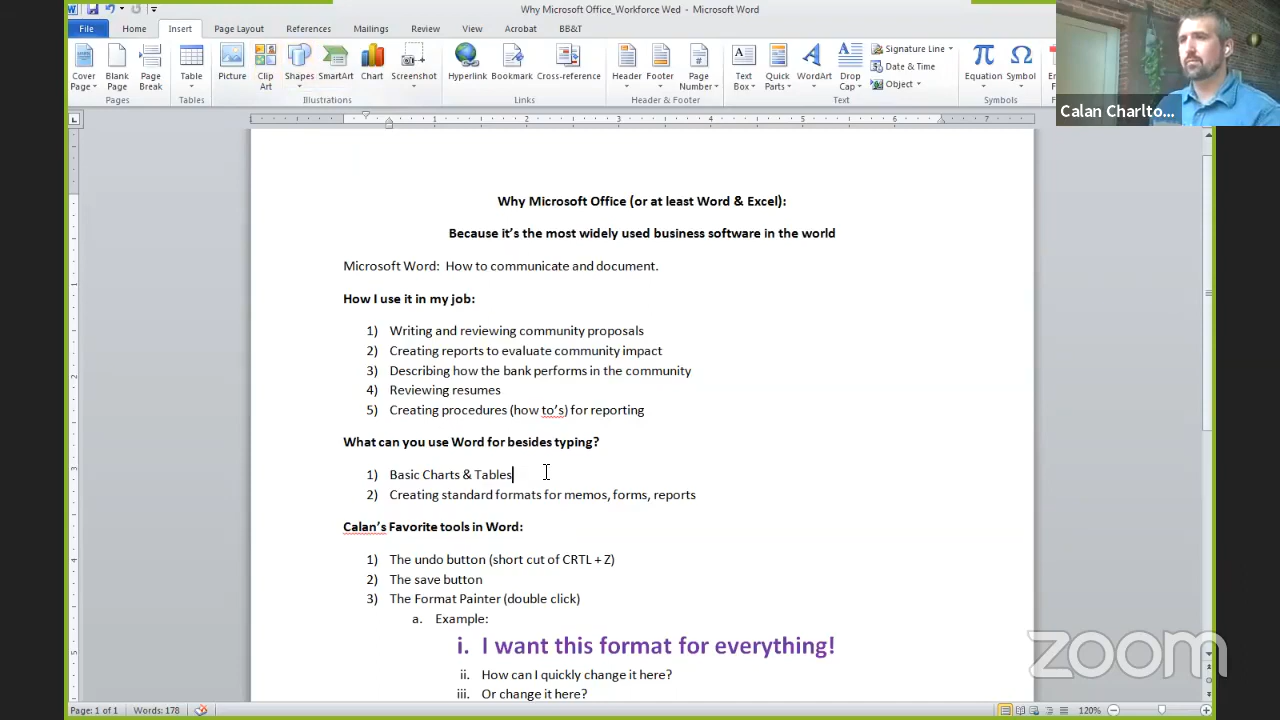 Why Microsoft Office_Workforce Wed - Microsoft Word
File Home Insert Page Layout References Mailings Review View Acrobat BB&T
Cover Page Blank Page Page Break Table Picture Clip Art Shapes SmartArt Chart Screenshot Hyperlink Bookmark Cross-reference Header Footer Page Number Text Box Quick Parts WordArt Drop Cap Signature Line Date & Time Object Equation Symbol
Pages Tables Illustrations Links Header & Footer Text Symbols
Calan Charlto...
1 2 3 4 5 6 7
Why Microsoft Office (or at least Word & Excel):
Because it's the most widely used business software in the world
Microsoft Word: How to communicate and document.
How I use it in my job:
1) Writing and reviewing community proposals
2) Creating reports to evaluate community impact
3) Describing how the bank performs in the community
4) Reviewing resumes
5) Creating procedures (how to's) for reporting
What can you use Word for besides typing?
1) Basic Charts & Tables
2) Creating standard formats for memos, forms, reports
Calan's Favorite tools in Word:
1) The undo button (short cut of CRTL + Z)
2) The save button
3) The Format Painter (double click)
a. Example:
i. I want this format for everything!
ii. How can I quickly change it here?
iii. Or change it here?
zoom
Page: 1 of 1 Words: 178 120%